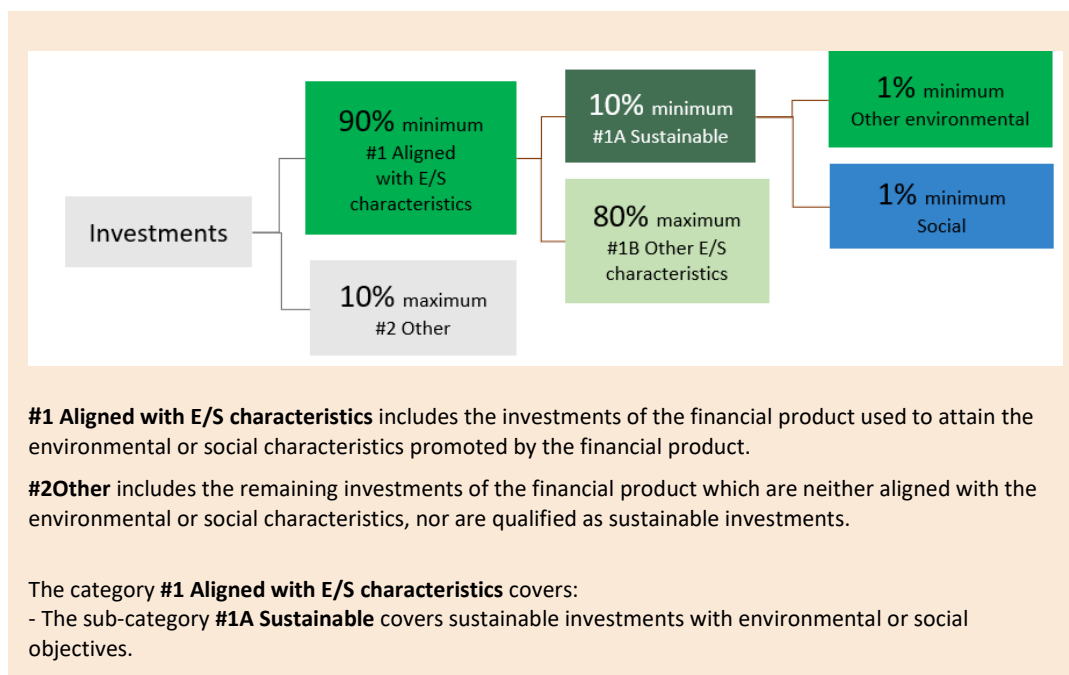 Investments
90% minimum
#1 Aligned
with E/S
characteristics
10% maximum
#2 Other
10% minimum
#1A Sustainable
80% maximum
#1B Other E/S
characteristics
1% minimum
Other environmental
1% minimum
Social
#1 Aligned with E/S characteristics includes the investments of the financial product used to attain the
environmental or social characteristics promoted by the financial product.
#2Other includes the remaining investments of the financial product which are neither aligned with the
environmental or social characteristics, nor are qualified as sustainable investments.
The category #1 Aligned with E/S characteristics covers:
- The sub-category #1A Sustainable covers sustainable investments with environmental or social
objectives.